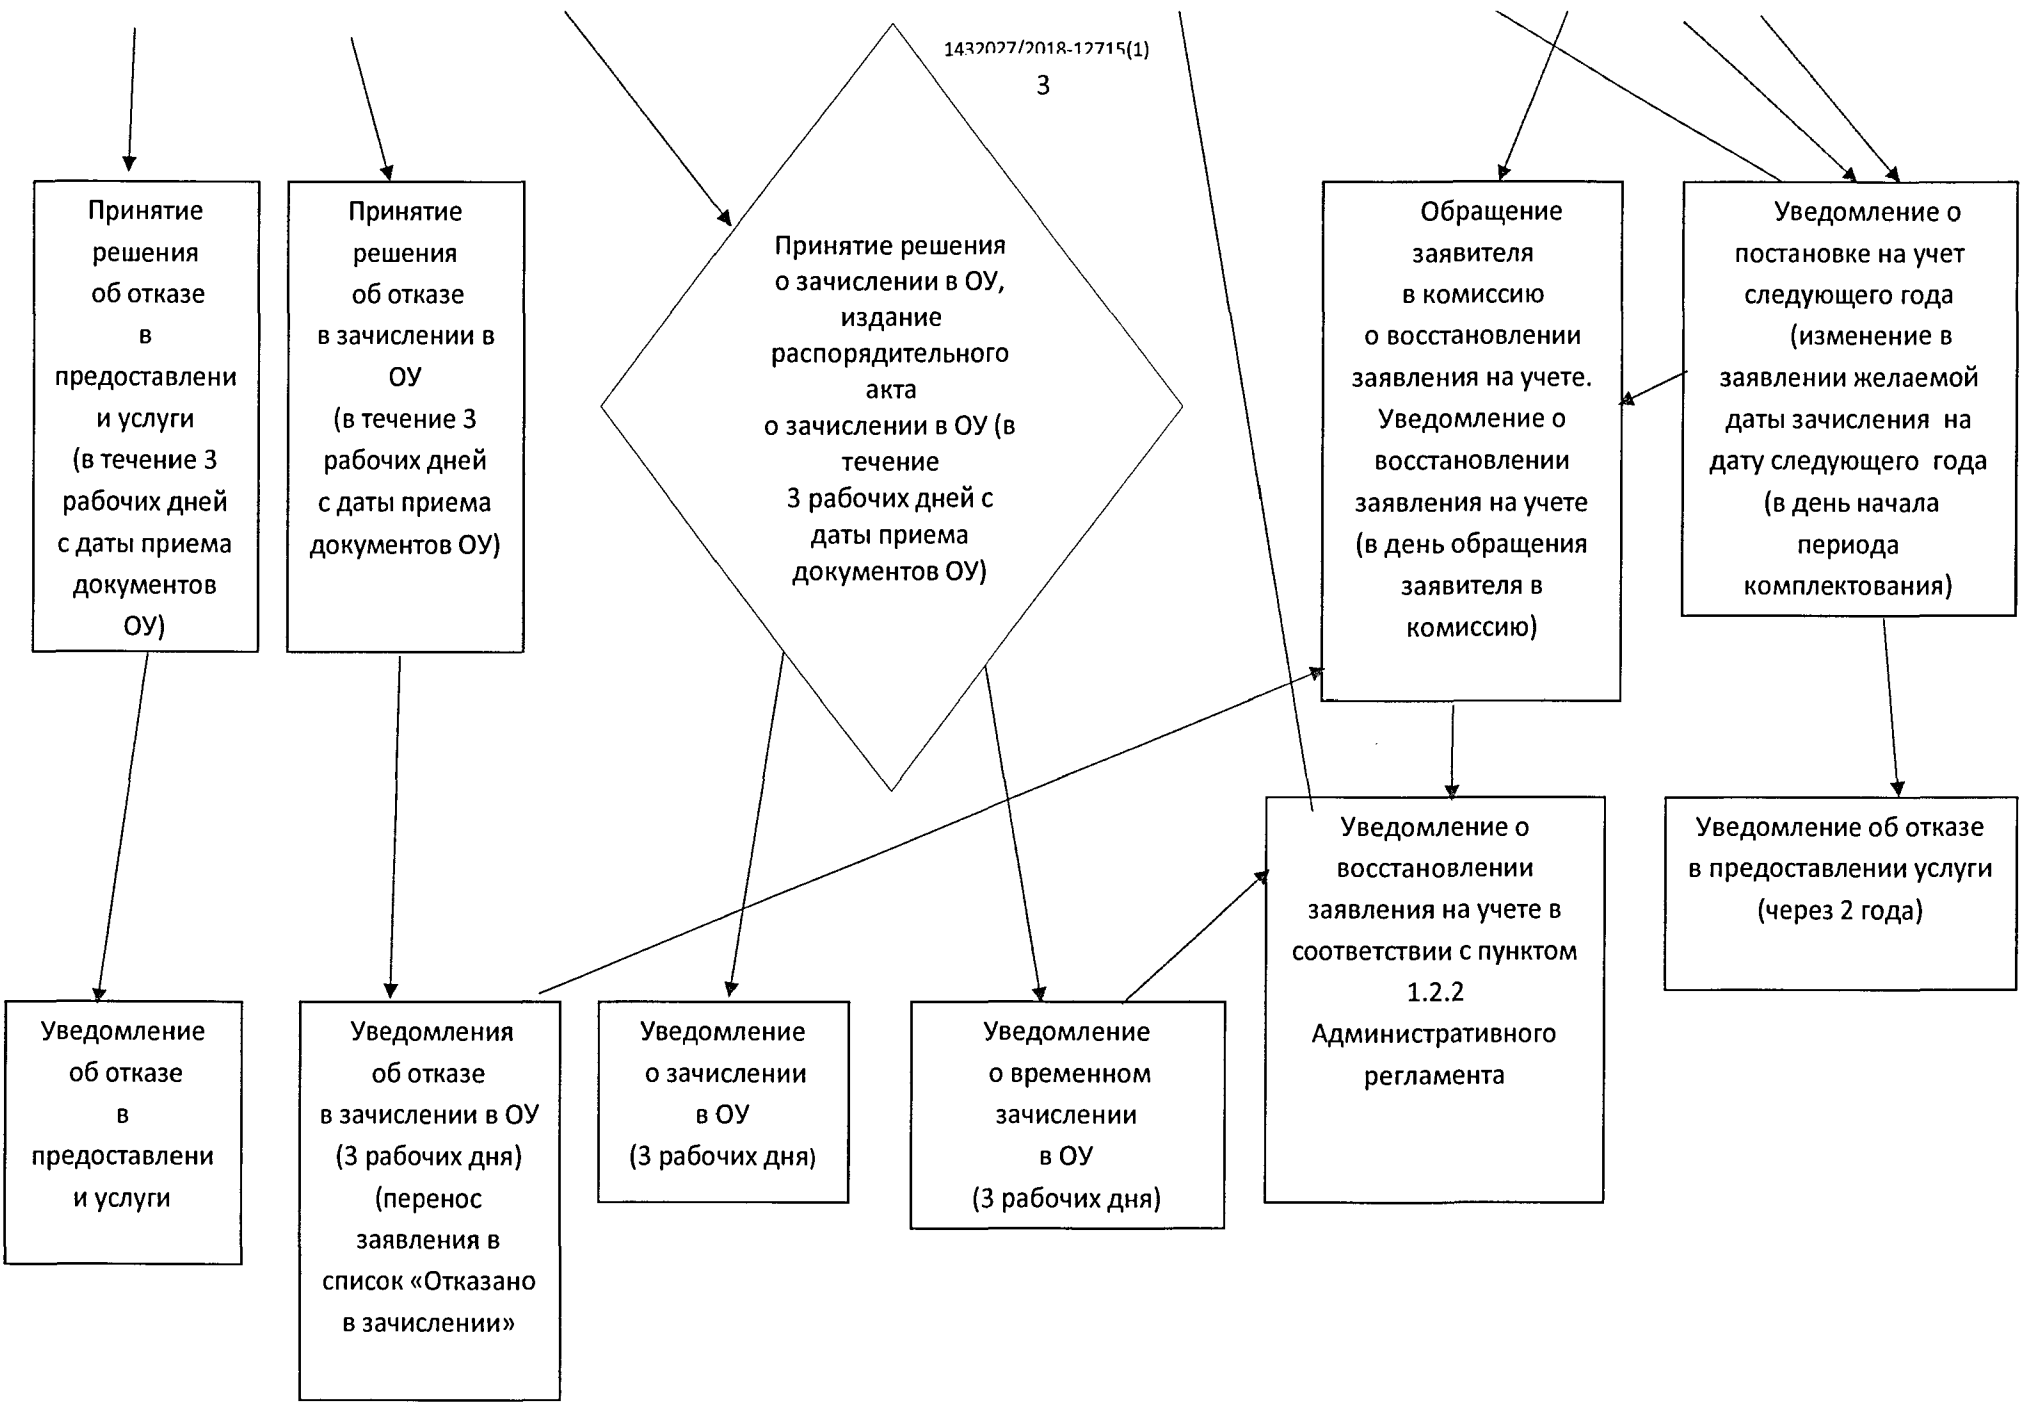 1432027/2018-12715(1)
3
Принятие
решения
об отказе
в
предоставлени
и услуги
(в течение 3
рабочих дней
с даты приема
документов
ОУ)
Принятие
решения
об отказе
в зачислении в
ОУ
(в течение 3
рабочих дней
с даты приема
документов ОУ)
Принятие решения
о зачислении в ОУ,
издание
распорядительного
акта
о зачислении в ОУ (в
течение
3 рабочих дней с
даты приема
документов ОУ)
Обращение
заявителя
в комиссию
о восстановлении
заявления на учете.
Уведомление о
восстановлении
заявления на учете
(в день обращения
заявителя в
комиссию)
Уведомление о
постановке на учет
следующего года
(изменение в
заявлении желаемой
даты зачисления на
дату следующего года
(в день начала
периода
комплектования)
Уведомление
об отказе
в
предоставлени
и услуги
Уведомления
об отказе
в зачислении в ОУ
(3 рабочих дня)
(перенос
заявления в
список «Отказано
в зачислении»
Уведомление
о зачислении
в ОУ
(3 рабочих дня)
Уведомление
о временном
зачислении
в ОУ
(3 рабочих дня)
Уведомление о
восстановлении
заявления на учете в
соответствии с пунктом
1.2.2
Административного
регламента
Уведомление об отказе
в предоставлении услуги
(через 2 года)